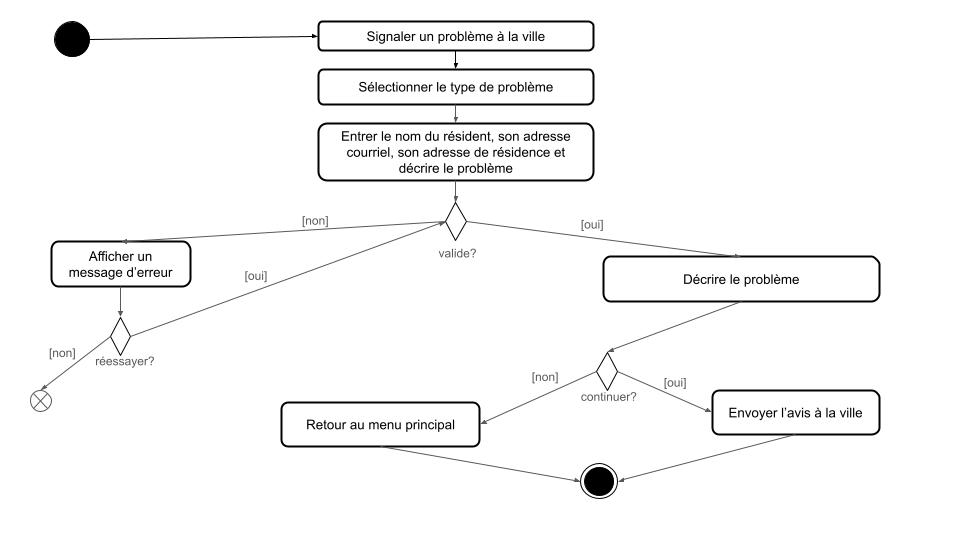 Signaler un problème à la ville
Sélectionner le type de problème
Entrer le nom du résident, son adresse
courriel, son adresse de résidence et
décrire le problème
[non]
[oui]
valide?
Afficher un
message d’erreur
[oui]
Décrire le problème
[non]
réessayer?
[non]
[oui]
continuer?
Retour au menu principal
Envoyer l’avis à la ville